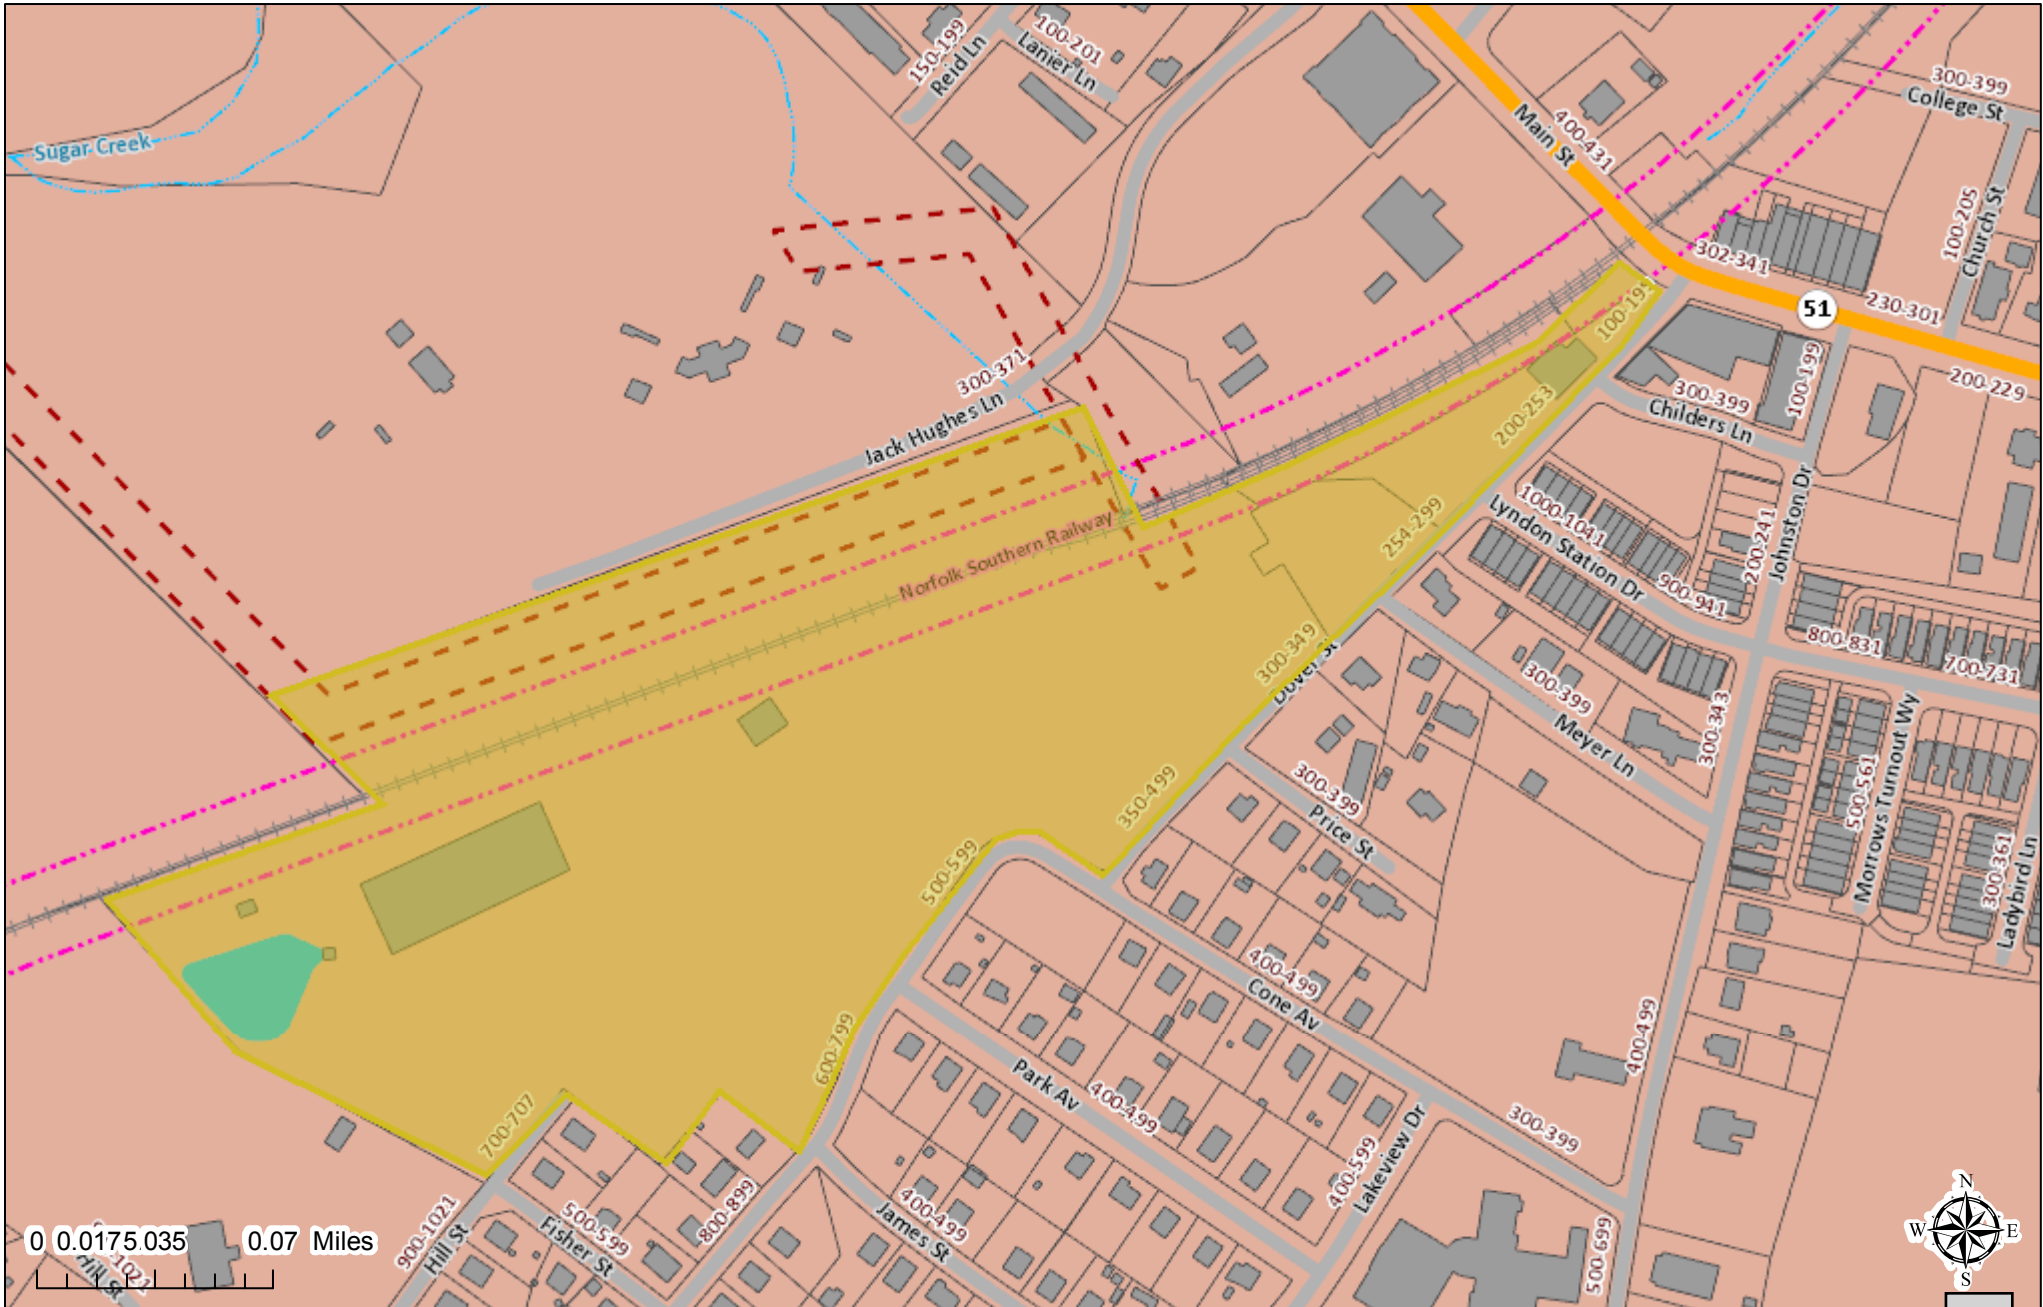 150-199
Reid Ln
100-201
Lanier Ln
400-431
Main St
300-399
College St
Sugar Creek
100-205
Church St
302-341
51
230-301
200-229
100-199
300-371
Jack Hughes Ln
200-253
300-399
Childers Ln
100-199
254-299
1000-1041
Lyndon Station Dr
900-941
200-241
Johnston Dr
Norfolk Southern Railway
800-831
700-731
300-349
Dover St
300-399
Meyer Ln
300-343
500-561
Morrows Turnout Wy
300-361
Ladybird Ln
350-499
300-399
Price St
500-599
400-499
Cone Av
400-499
600-799
Park Av
400-499
300-399
400-599
Lakeview Dr
700-707
900-1021
Hill St
500-599
Fisher St
800-899
400-499
James St
500-699
Hill St
0 0.0175 0.035 0.07 Miles
N
W E
S